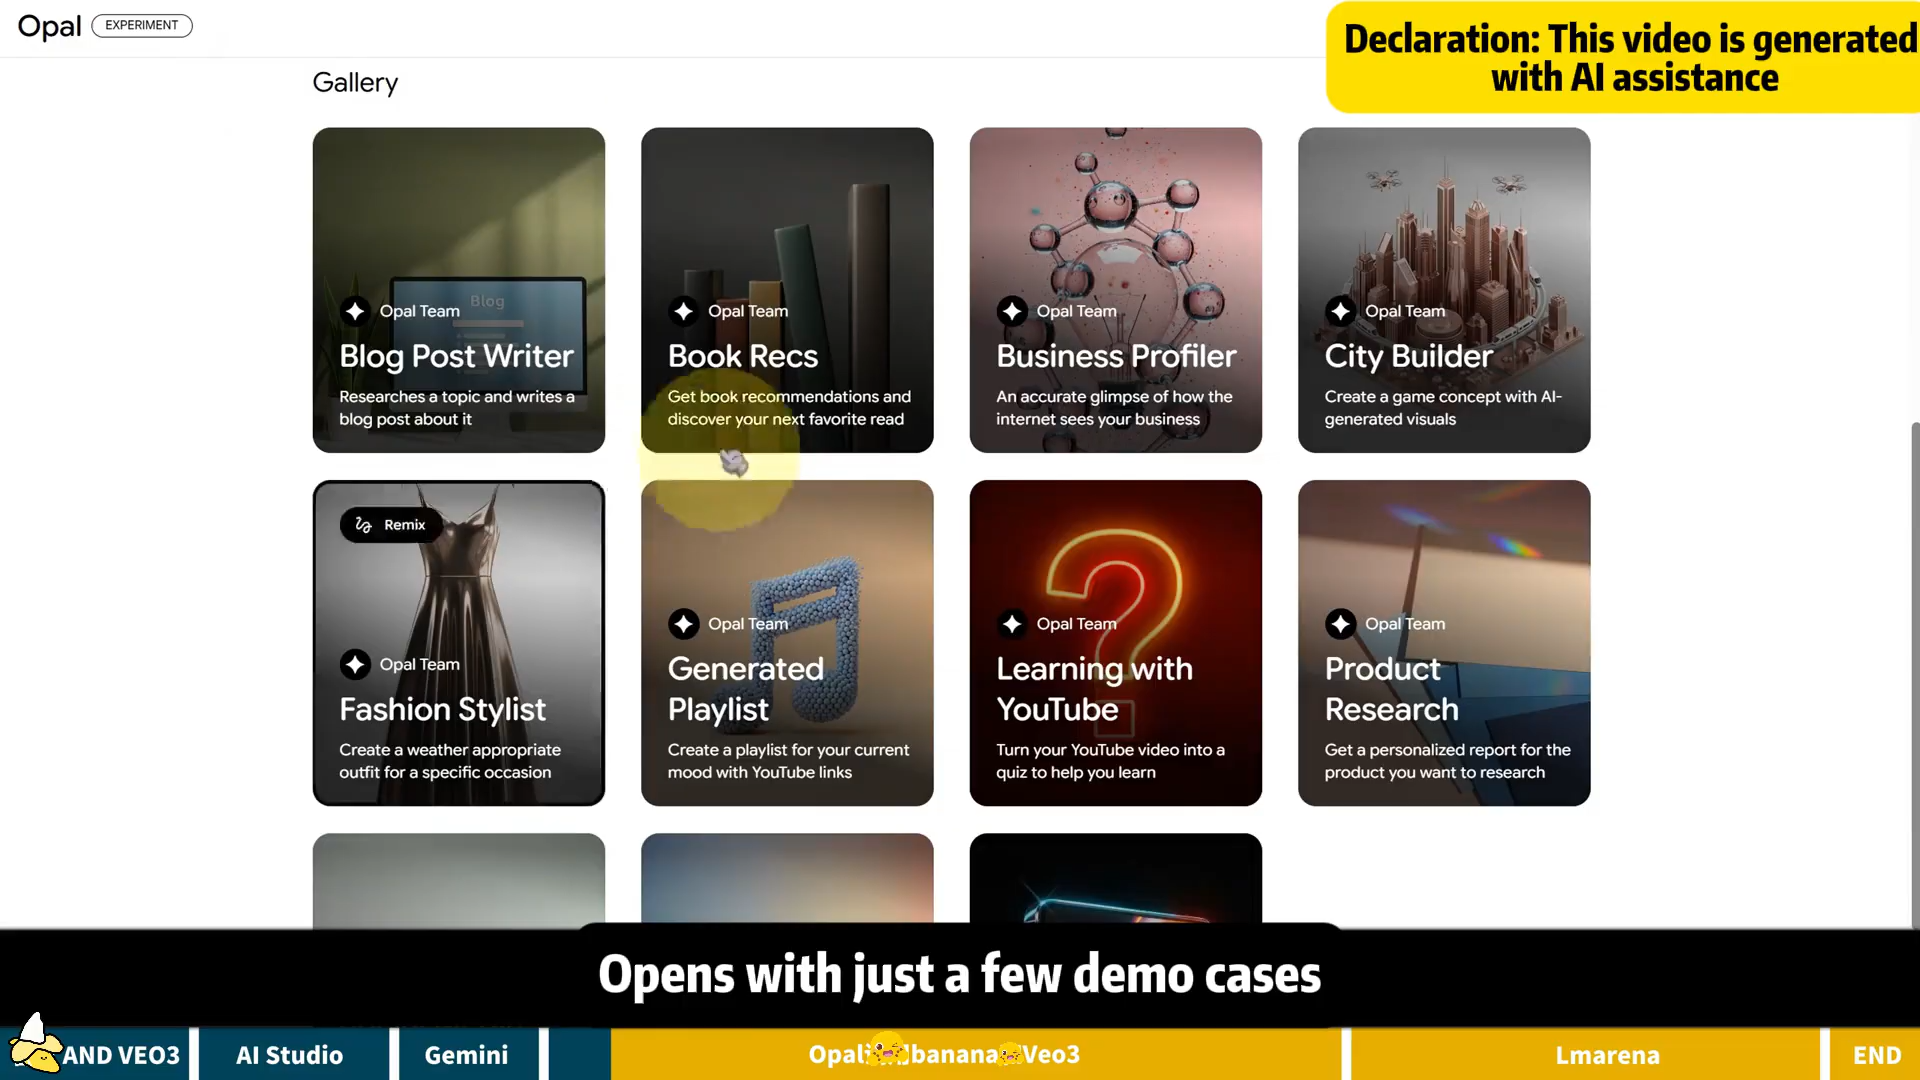 Opal
EXPERIMENT
Declaration: This video is generated
with AI assistance
Gallery
Blog
Opal Team
Blog Post Writer
Researches a topic and writes a
blog post about it
Opal Team
Book Recs
Get book recommendations and
discover your next favorite read
Opal Team
Business Profiler
An accurate glimpse of how the
internet sees your business
Opal Team
City Builder
Create a game concept with AI-
generated visuals
Remix
Opal Team
Fashion Stylist
Create a weather appropriate
outfit for a specific occasion
Opal Team
Generated
Playlist
Create a playlist for your current
mood with YouTube links
Opal Team
Learning with
YouTube
Turn your YouTube video into a
quiz to help you learn
Opal Team
Product
Research
Get a personalized report for the
product you want to research
Opens with just a few demo cases
AND VEO3
AI Studio
Gemini
Opal banana Veo3
Lmarena
END